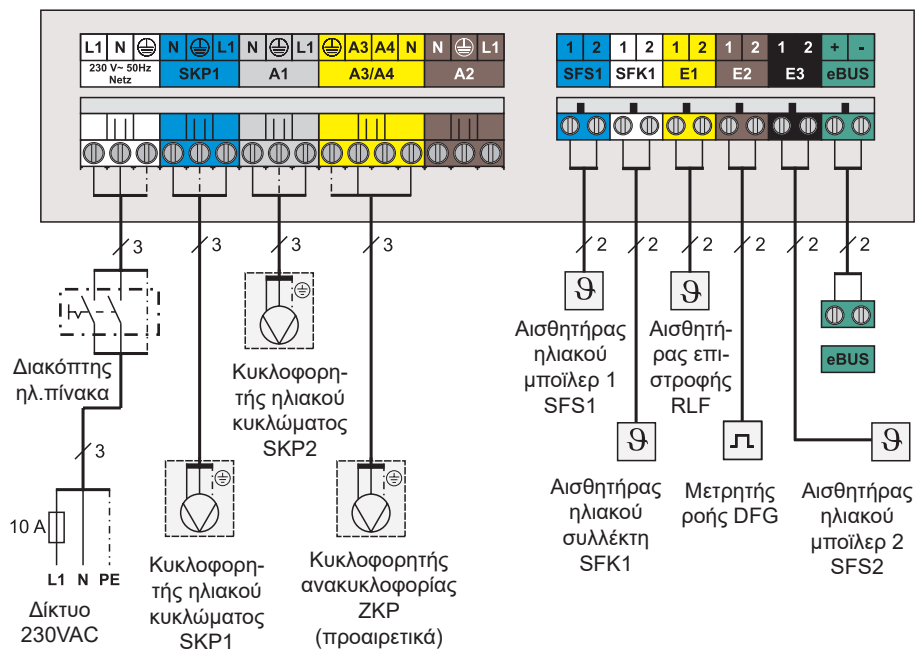 L1 N N L1 N L1 A3 A4 N N L1
230 V~ 50Hz
Netz
SKP1
A1
A3/A4
A2
1 2 1 2 1 2 1 2 1 2 + -
SFS1 SFK1 E1 E2 E3 eBUS
3 3 3 3 2 2 2 2 2 2
ϑ
Αισθητήρας
ηλιακού
μποϊλερ 1
SFS1
ϑ
Αισθητή-
ρας επι-
στροφής
RLF
eBUS
Διακόπτης
ηλ.πίνακα
Κυκλοφορη-
τής ηλιακού
κυκλώματος
SKP2
3
10 A
L1 N PE
Δίκτυο
230VAC
Κυκλοφορη-
τής ηλιακού
κυκλώματος
SKP1
Κυκλοφορητής
ανακυκλοφορίας
ZKP
(προαιρετικά)
ϑ
Αισθητήρας
ηλιακού
συλλέκτη
SFK1
Μετρητής
ροής DFG
ϑ
Αισθητήρας
ηλιακού
μποϊλερ 2
SFS2